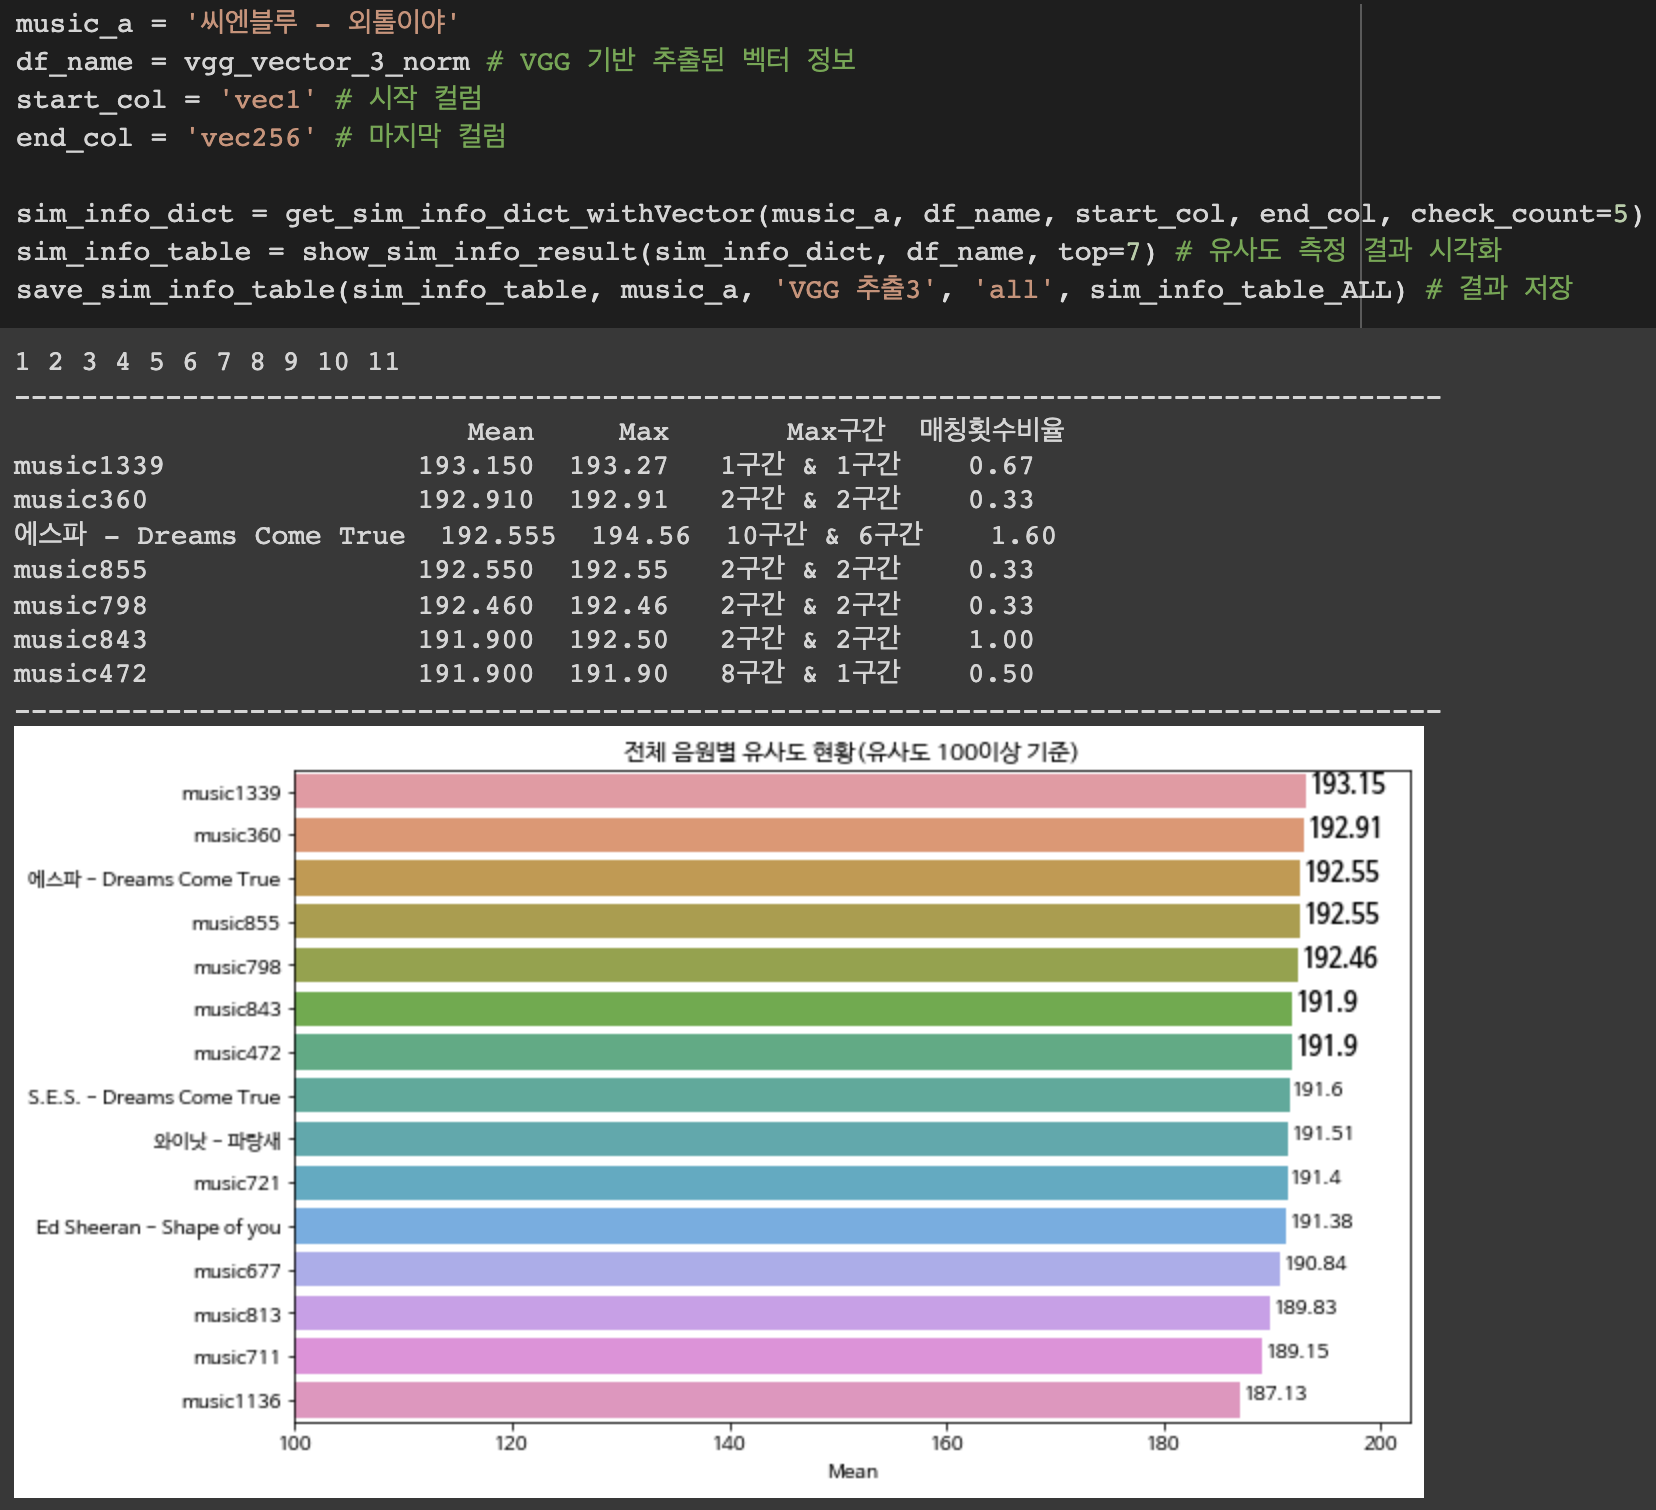 music_a = '씨엔블루 - 외톨이야'
df_name = vgg_vector_3_norm # VGG 기반 추출된 벡터 정보
start_col = 'vec1' # 시작 컬럼
end_col = 'vec256' # 마지막 컬럼
sim_info_dict = get_sim_info_dict_withVector(music_a, df_name, start_col, end_col, check_count=5)
sim_info_table = show_sim_info_result(sim_info_dict, df_name, top=7) # 유사도 측정 결과 시각화
save_sim_info_table(sim_info_table, music_a, 'VGG 추출3', 'all', sim_info_table_ALL) # 결과 저장
1 2 3 4 5 6 7 8 9 10 11
-------------------------------------------------------------------------------------
Mean Max Max구간 매칭횟수비율
music1339 193.150 193.27 1구간 & 1구간 0.67
music360 192.910 192.91 2구간 & 2구간 0.33
에스파 - Dreams Come True 192.555 194.56 10구간 & 6구간 1.60
music855 192.550 192.55 2구간 & 2구간 0.33
music798 192.460 192.46 2구간 & 2구간 0.33
music843 191.900 192.50 2구간 & 2구간 1.00
music472 191.900 191.90 8구간 & 1구간 0.50
-------------------------------------------------------------------------------------
전체 음원별 유사도 현황(유사도 100이상 기준)
music1339 193.15
music360 192.91
에스파 - Dreams Come True 192.55
music855 192.55
music798 192.46
music843 191.9
music472 191.9
S.E.S. - Dreams Come True 191.6
와이낫 - 파랑새 191.51
music721 191.4
Ed Sheeran - Shape of you 191.38
music677 190.84
music813 189.83
music711 189.15
music1136 187.13
100 120 140 160 180 200
Mean